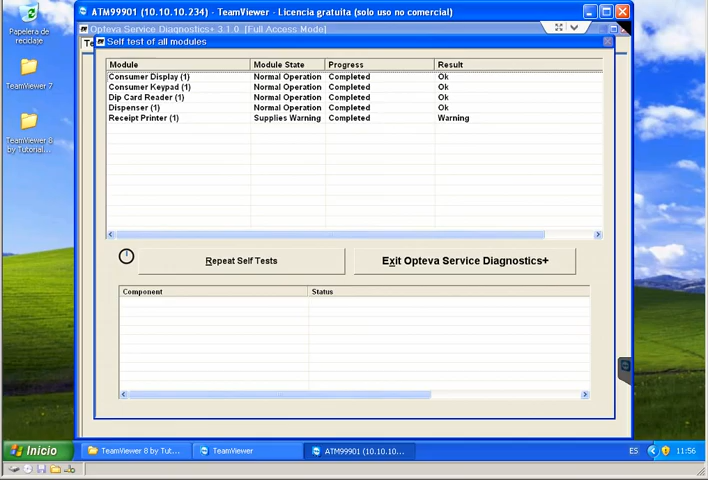 ATM99901 (10.10.10.234) - TeamViewer - Licencia gratuita (solo uso no comercial)
Papelera de reciclaje
TeamViewer 7
TeamViewer 8 by Tutorial...
Opteva Service Diagnostics+ 3.1.0 [Full Access Mode]
Te
Self test of all modules
Module Module State Progress Result
Consumer Display (1) Normal Operation Completed Ok
Consumer Keypad (1) Normal Operation Completed Ok
Dip Card Reader (1) Normal Operation Completed Ok
Dispenser (1) Normal Operation Completed Ok
Receipt Printer (1) Supplies Warning Completed Warning
Repeat Self Tests Exit Opteva Service Diagnostics+
Component Status
Inicio TeamViewer 8 by Tut... TeamViewer ATM99901 (10.10.10... ES 11:56